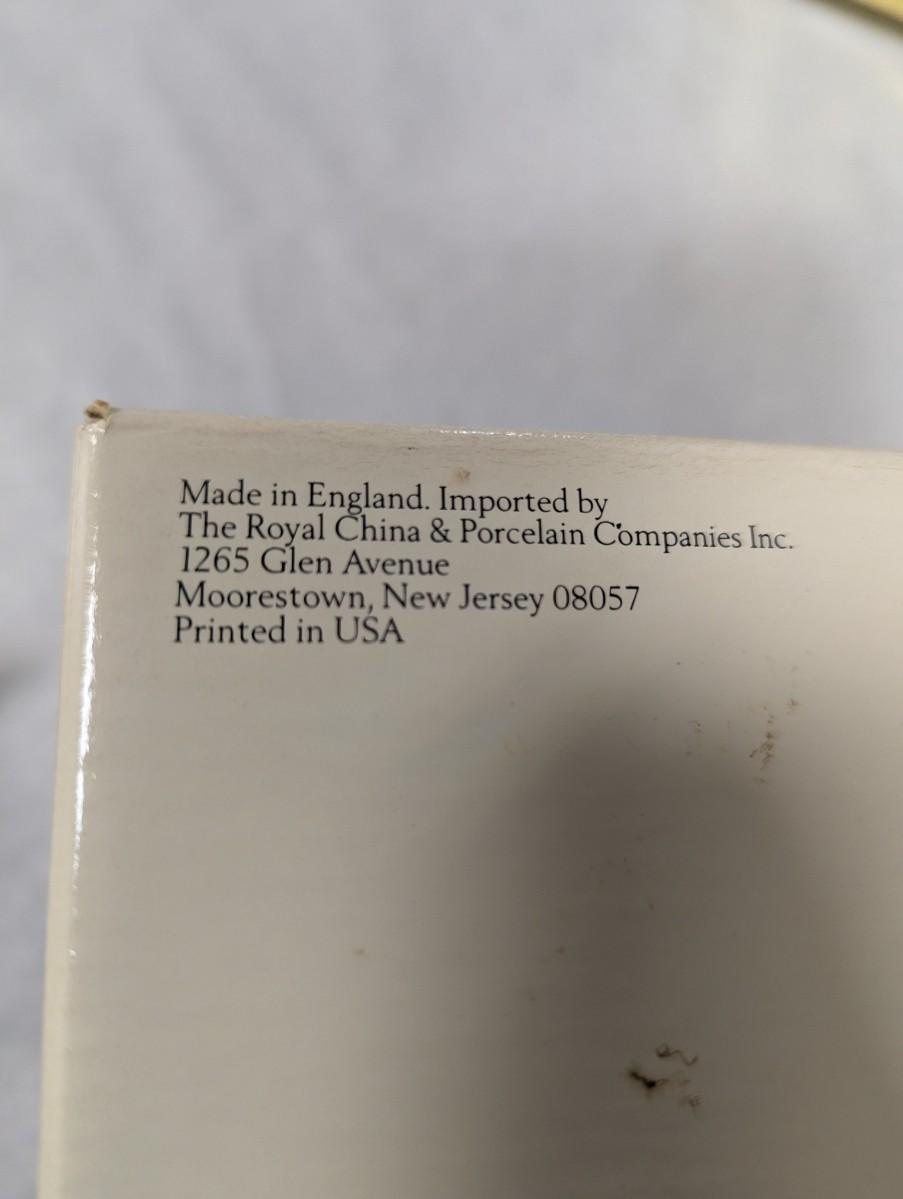 Made in England. Imported by
The Royal China & Porcelain Companies Inc.
1265 Glen Avenue
Moorestown, New Jersey 08057
Printed in USA